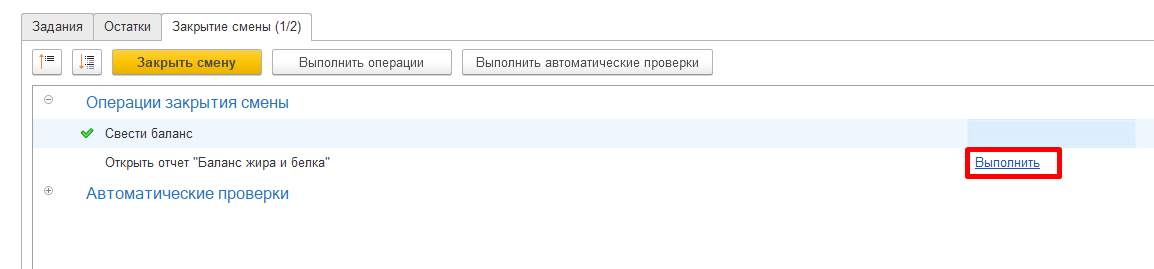 Задания Остатки Закрытие смены (1/2)
Закрыть смену Выполнить операции Выполнить автоматические проверки
Операции закрытия смены
Свести баланс
Открыть отчет "Баланс жира и белка" Выполнить
Автоматические проверки